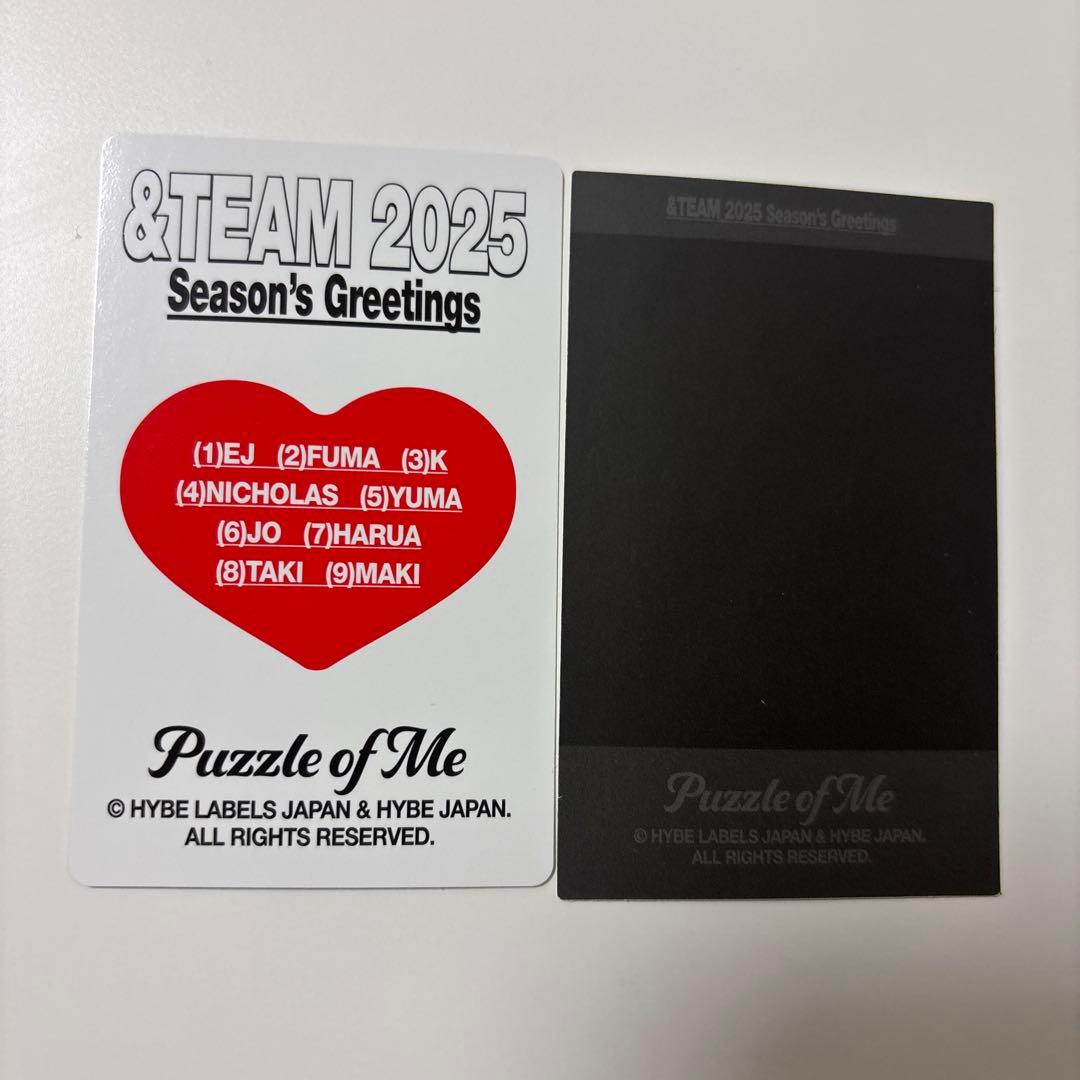 &TEAM 2025
Season's Greetings
(1)EJ (2)FUMA (3)K
(4)NICHOLAS (5)YUMA
(6)JO (7)HARUA
(8)TAKI (9)MAKI
Puzzle of Me
© HYBE LABELS JAPAN & HYBE JAPAN.
ALL RIGHTS RESERVED.
&TEAM 2025 Season's Greetings
Puzzle of Me
© HYBE LABELS JAPAN & HYBE JAPAN.
ALL RIGHTS RESERVED.